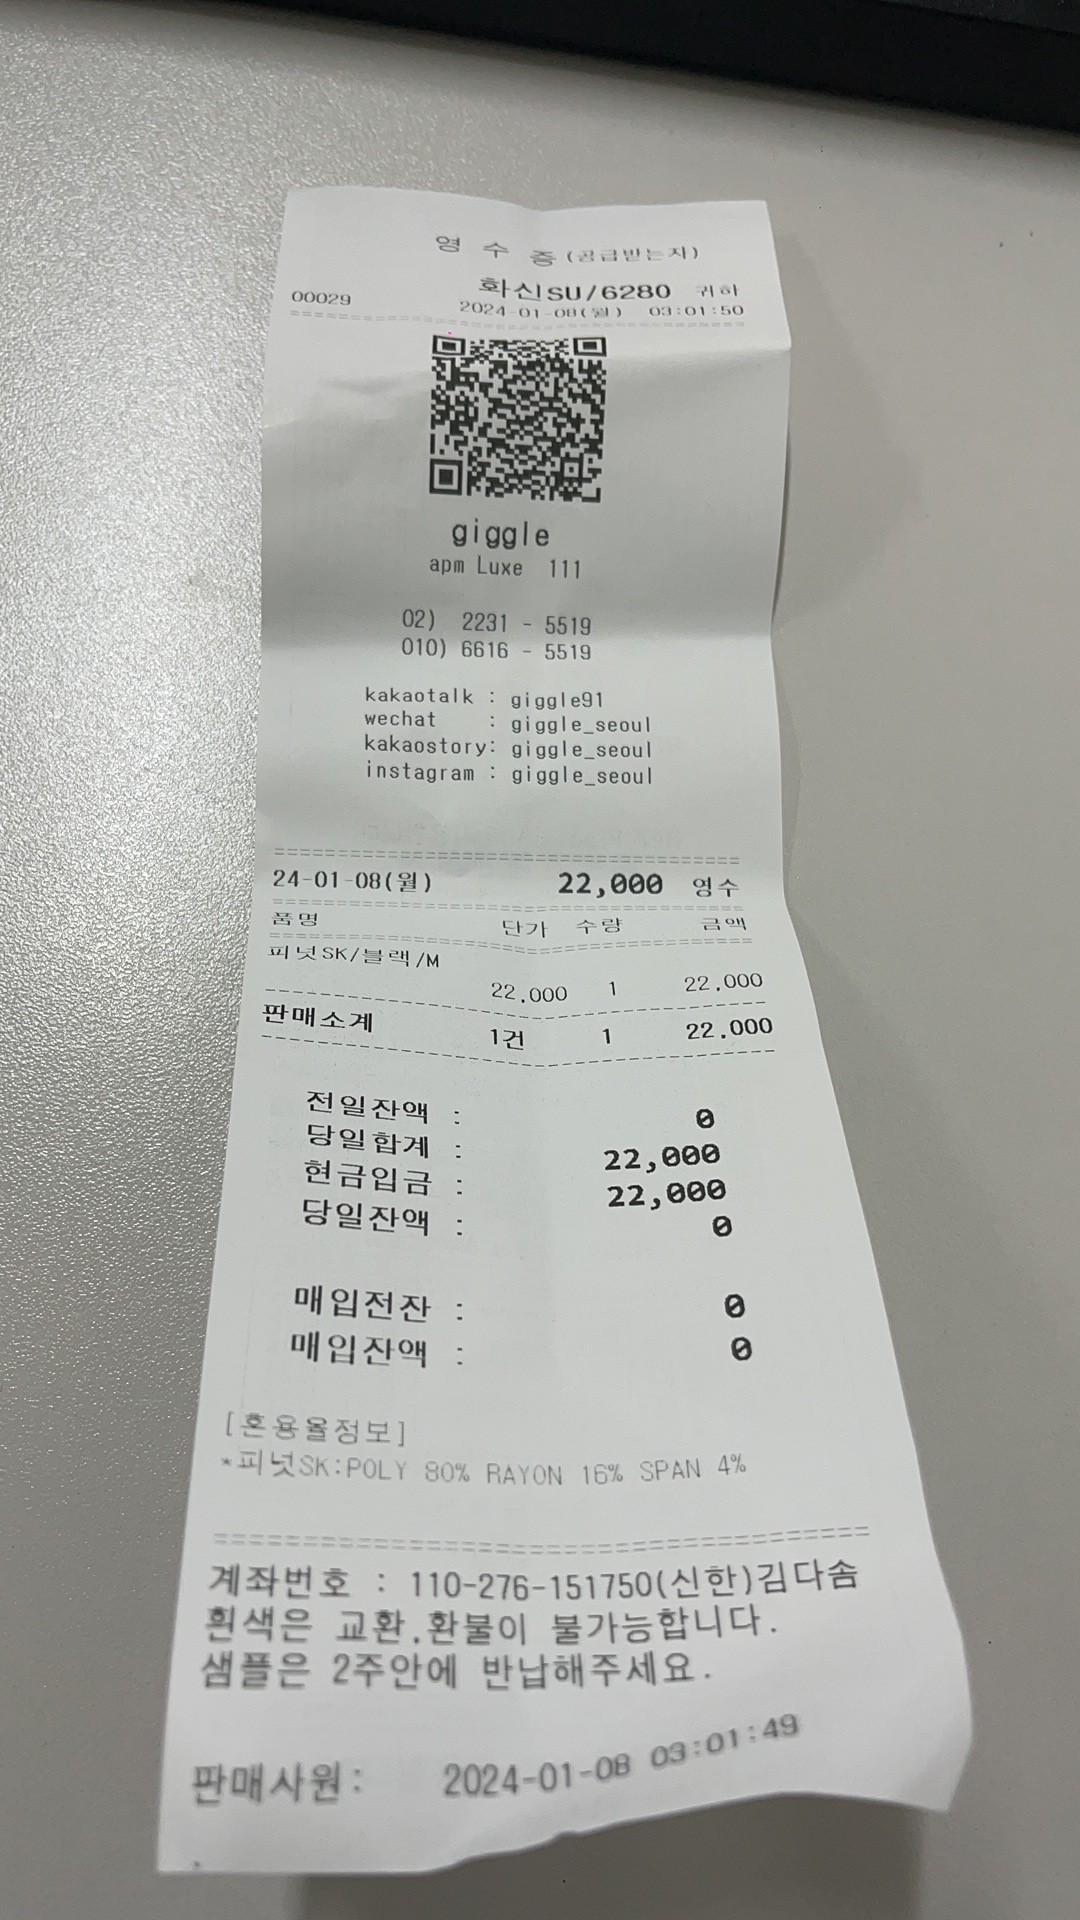 영 수 증(공급받는자)
화신SU/6280 귀하
00029 2024-01-08(월) 03:01:50
giggle
apm Luxe 111
02) 2231 - 5519
010) 6616 - 5519
kakaotalk : giggle91
wechat : giggle_seoul
kakaostory: giggle_seoul
instagram : giggle_seoul
24-01-08(월) 22,000 영수
품명 단가 수량 금액
피넛SK/블랙/M
22,000 1 22,000
판매소계 1건 1 22,000
전일잔액 : 0
당일합계 : 22,000
현금입금 : 22,000
당일잔액 : 0
매입전잔 : 0
매입잔액 : 0
[혼용율정보]
*피넛SK:POLY 80% RAYON 16% SPAN 4%
계좌번호 : 110-276-151750(신한)김다솜
흰색은 교환,환불이 불가능합니다.
샘플은 2주안에 반납해주세요.
판매사원: 2024-01-08 03:01:49